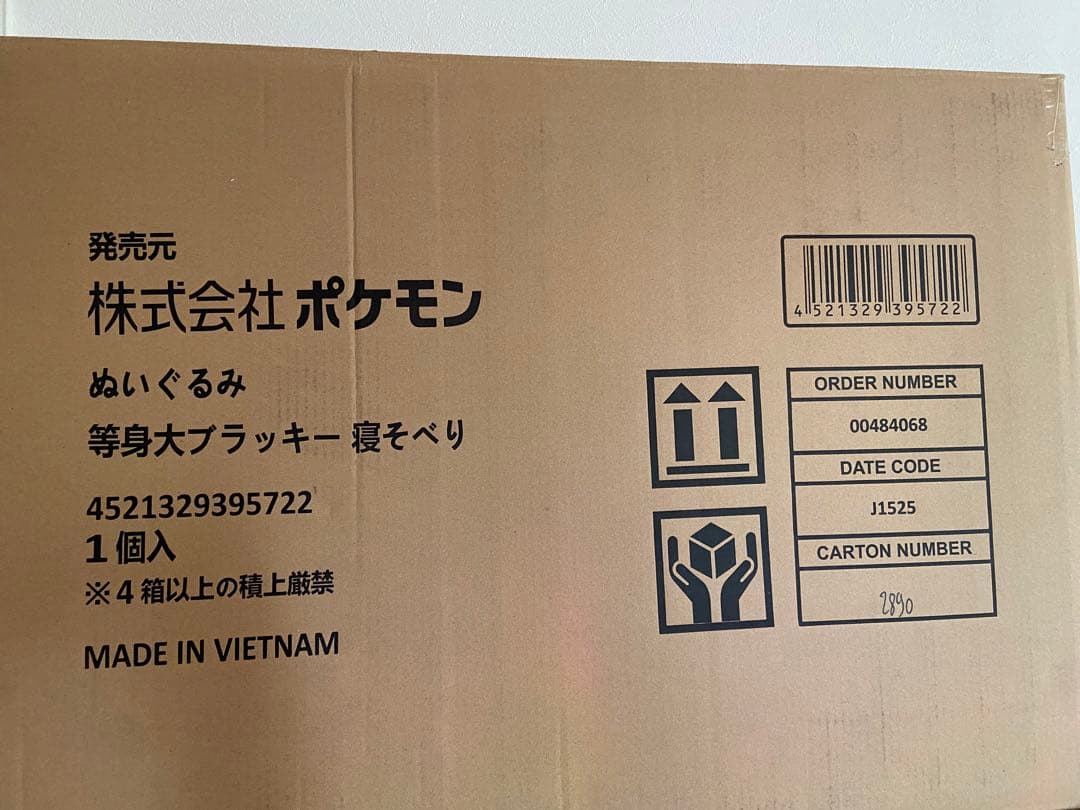 発売元
株式会社ポケモン
ぬいぐるみ
等身大ブラッキー 寝そべり
4521329395722
1個入
※4箱以上の積上厳禁
MADE IN VIETNAM
4 521329 395722
ORDER NUMBER
00484068
DATE CODE
J1525
CARTON NUMBER
2890